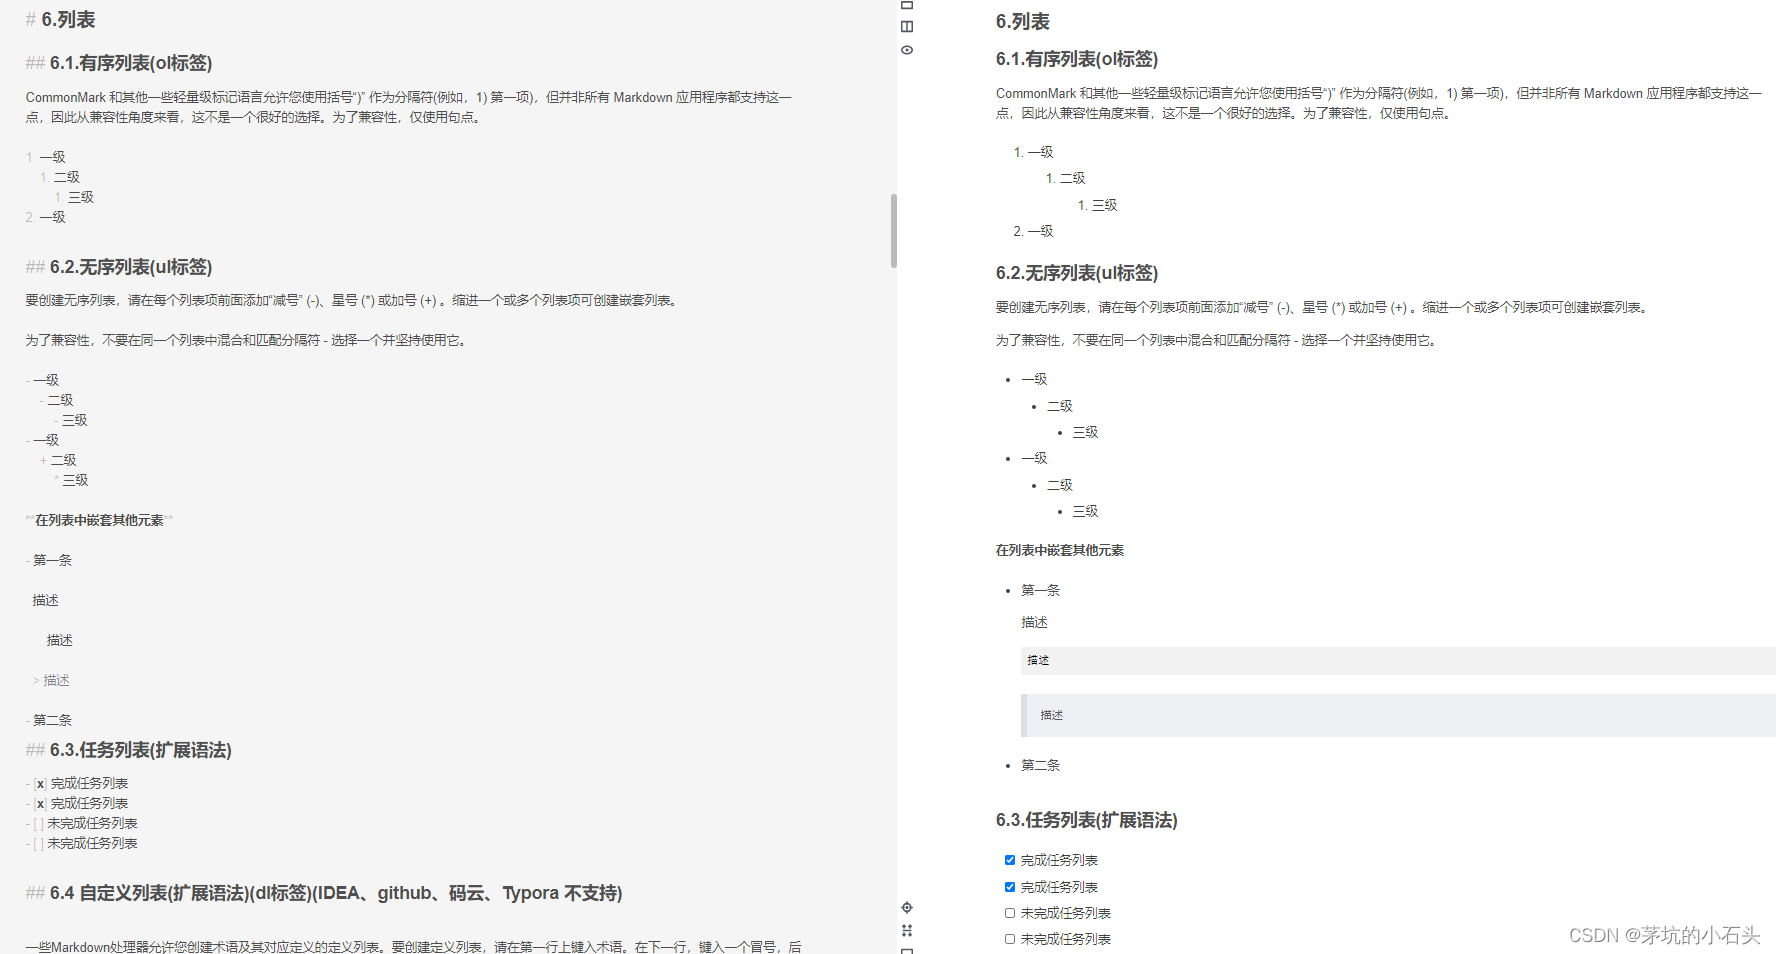 # 6.列表
## 6.1.有序列表(ol标签)
CommonMark 和其他一些轻量级标记语言允许您使用括号“)” 作为分隔符(例如，1) 第一项)，但并非所有 Markdown 应用程序都支持这一
点，因此从兼容性角度来看，这不是一个很好的选择。为了兼容性，仅使用句点。
1. 一级
1. 二级
1. 三级
2. 一级
## 6.2.无序列表(ul标签)
要创建无序列表，请在每个列表项前面添加“减号” (-)、星号 (*) 或加号 (+) 。缩进一个或多个列表项可创建嵌套列表。
为了兼容性，不要在同一个列表中混合和匹配分隔符 - 选择一个并坚持使用它。
- 一级
- 二级
- 三级
- 一级
+ 二级
* 三级
**在列表中嵌套其他元素**
- 第一条
描述
描述
> 描述
- 第二条
## 6.3.任务列表(扩展语法)
- [x] 完成任务列表
- [x] 完成任务列表
- [ ] 未完成任务列表
- [ ] 未完成任务列表
## 6.4 自定义列表(扩展语法)(dl标签)(IDEA、github、码云、Typora 不支持)
一些Markdown处理器允许您创建术语及其对应定义的定义列表。要创建定义列表，请在第一行上键入术语。在下一行，键入一个冒号，后
6.列表
6.1.有序列表(ol标签)
CommonMark 和其他一些轻量级标记语言允许您使用括号“)” 作为分隔符(例如，1) 第一项)，但并非所有 Markdown 应用程序都支持这一
点，因此从兼容性角度来看，这不是一个很好的选择。为了兼容性，仅使用句点。
1. 一级
1. 二级
1. 三级
2. 一级
6.2.无序列表(ul标签)
要创建无序列表，请在每个列表项前面添加“减号” (-)、星号 (*) 或加号 (+) 。缩进一个或多个列表项可创建嵌套列表。
为了兼容性，不要在同一个列表中混合和匹配分隔符 - 选择一个并坚持使用它。
• 一级
• 二级
• 三级
• 一级
• 二级
• 三级
在列表中嵌套其他元素
• 第一条
描述
描述
描述
• 第二条
6.3.任务列表(扩展语法)
完成任务列表
完成任务列表
未完成任务列表
未完成任务列表
CSDN @茅坑的小石头